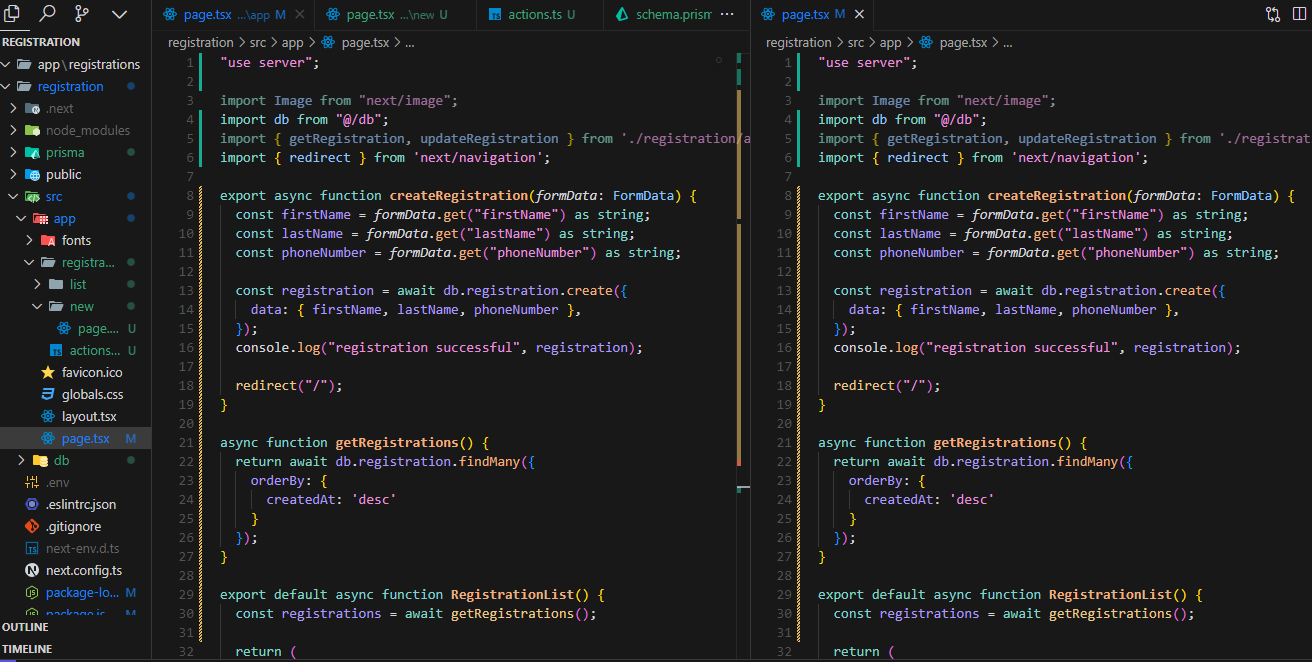 page.tsx ...\app M
page.tsx ...\new U
actions.ts U
schema.prism ...
page.tsx M
REGISTRATION
app\registrations
registration
.next
node_modules
prisma
public
src
app
fonts
registra...
list
new
page.... U
actions... U
favicon.ico
globals.css
layout.tsx
page.tsx M
db
.env
.eslintrc.json
.gitignore
next-env.d.ts
next.config.ts
package-lo... M
package.js... M
OUTLINE
TIMELINE
registration > src > app > page.tsx > ...
1 "use server";
2
3 import Image from "next/image";
4 import db from "@/db";
5 import { getRegistration, updateRegistration } from './registration/a
6 import { redirect } from 'next/navigation';
7
8 export async function createRegistration(formData: FormData) {
9 const firstName = formData.get("firstName") as string;
10 const lastName = formData.get("lastName") as string;
11 const phoneNumber = formData.get("phoneNumber") as string;
12
13 const registration = await db.registration.create({
14 data: { firstName, lastName, phoneNumber },
15 });
16 console.log("registration successful", registration);
17
18 redirect("/");
19 }
20
21 async function getRegistrations() {
22 return await db.registration.findMany({
23 orderBy: {
24 createdAt: 'desc'
25 }
26 });
27 }
28
29 export default async function RegistrationList() {
30 const registrations = await getRegistrations();
31
32 return (
registration > src > app > page.tsx > ...
1 "use server";
2
3 import Image from "next/image";
4 import db from "@/db";
5 import { getRegistration, updateRegistration } from './registrat
6 import { redirect } from 'next/navigation';
7
8 export async function createRegistration(formData: FormData) {
9 const firstName = formData.get("firstName") as string;
10 const lastName = formData.get("lastName") as string;
11 const phoneNumber = formData.get("phoneNumber") as string;
12
13 const registration = await db.registration.create({
14 data: { firstName, lastName, phoneNumber },
15 });
16 console.log("registration successful", registration);
17
18 redirect("/");
19 }
20
21 async function getRegistrations() {
22 return await db.registration.findMany({
23 orderBy: {
24 createdAt: 'desc'
25 }
26 });
27 }
28
29 export default async function RegistrationList() {
30 const registrations = await getRegistrations();
31
32 return (